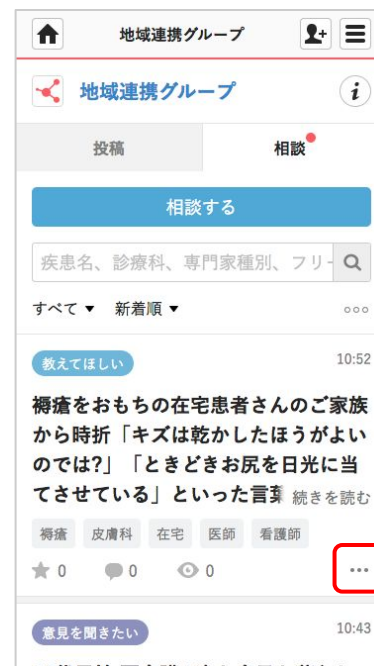 地域連携グループ
地域連携グループ
i
投稿
相談
相談する
疾患名、診療科、専門家種別、フリー
すべて ▼ 新着順 ▼
教えてほしい
10:52
褥瘡をおもちの在宅患者さんのご家族
から時折「キズは乾かしたほうがよい
のでは?」「ときどきお尻を日光に当
てさせている」といった言葉 続きを読む
褥瘡 皮膚科 在宅 医師 看護師
0 0 0
意見を聞きたい
10:43